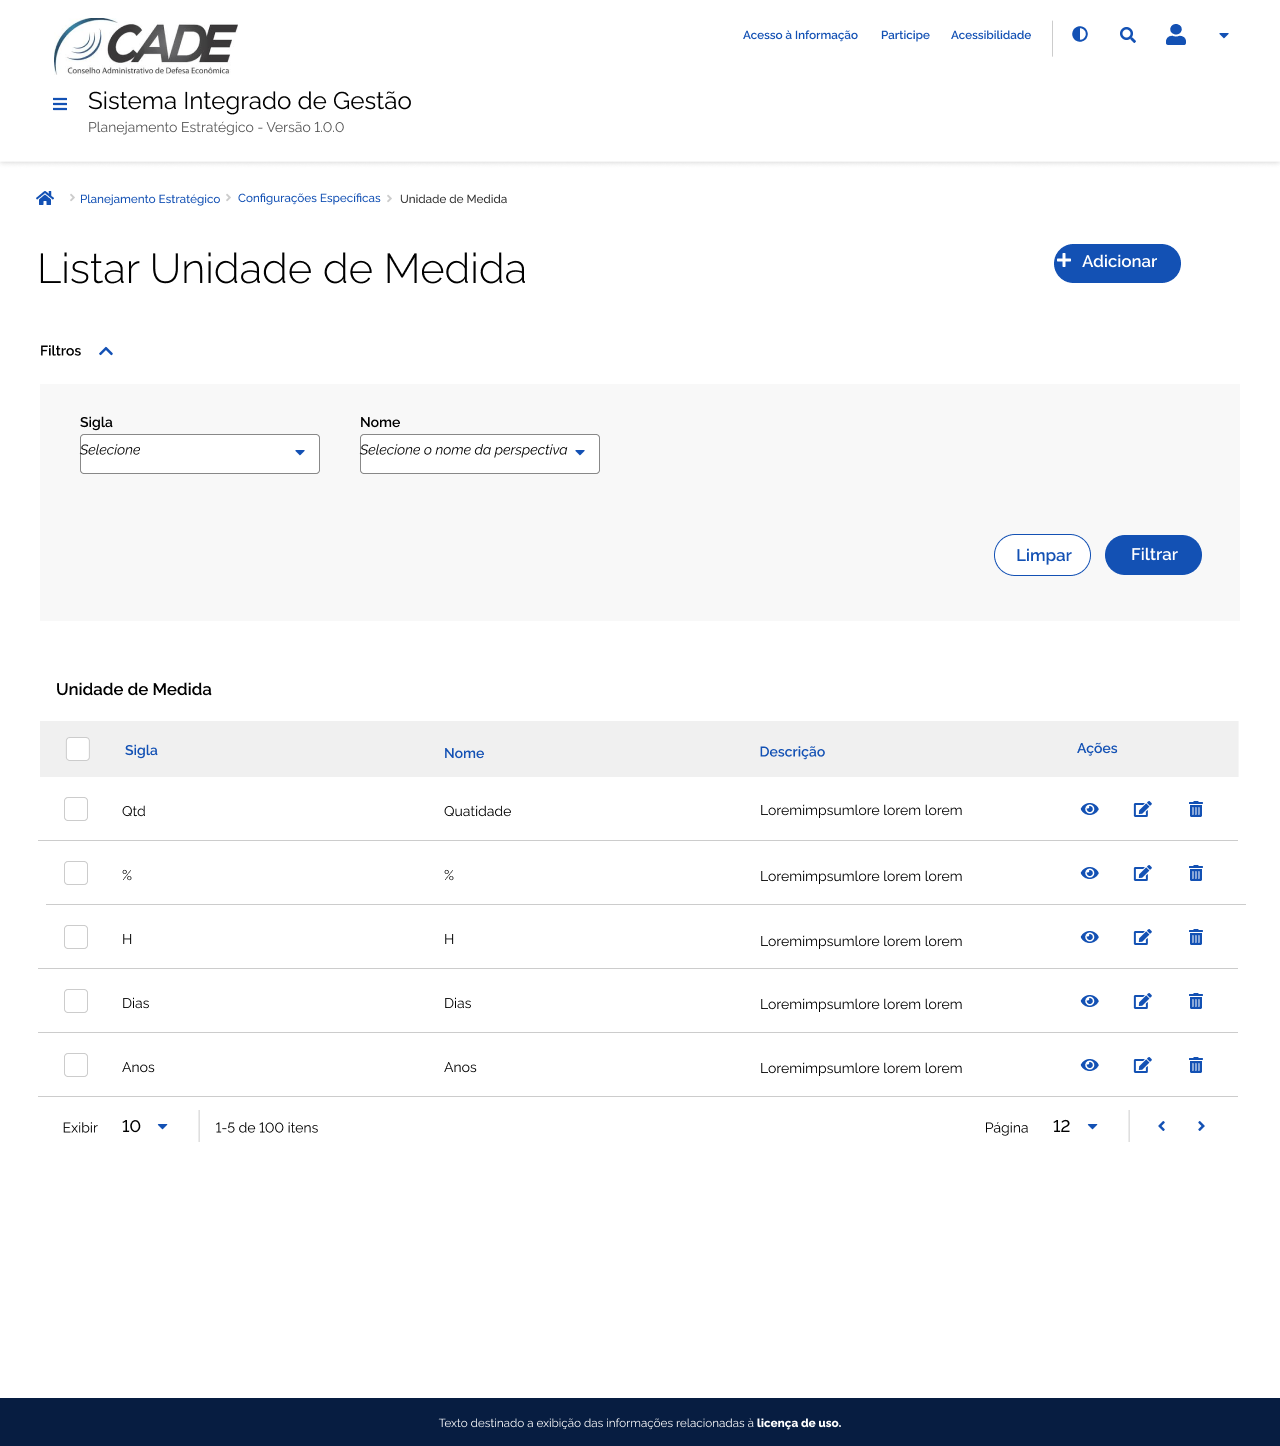 CADE
Conselho Administrativo de Defesa Econômica
Acesso à Informação Participe Acessibilidade
Sistema Integrado de Gestão
Planejamento Estratégico - Versão 1.0.0
Planejamento Estratégico Configurações Específicas Unidade de Medida
Listar Unidade de Medida
Adicionar
Filtros
Sigla Nome
Selecione Selecione o nome da perspectiva
Limpar Filtrar
Unidade de Medida
Sigla Nome Descrição Ações
Qtd Quatidade Loremimpsumlore lorem lorem
% % Loremimpsumlore lorem lorem
H H Loremimpsumlore lorem lorem
Dias Dias Loremimpsumlore lorem lorem
Anos Anos Loremimpsumlore lorem lorem
Exibir 10 1-5 de 100 itens Página 12
Texto destinado a exibição das informações relacionadas à licença de uso.